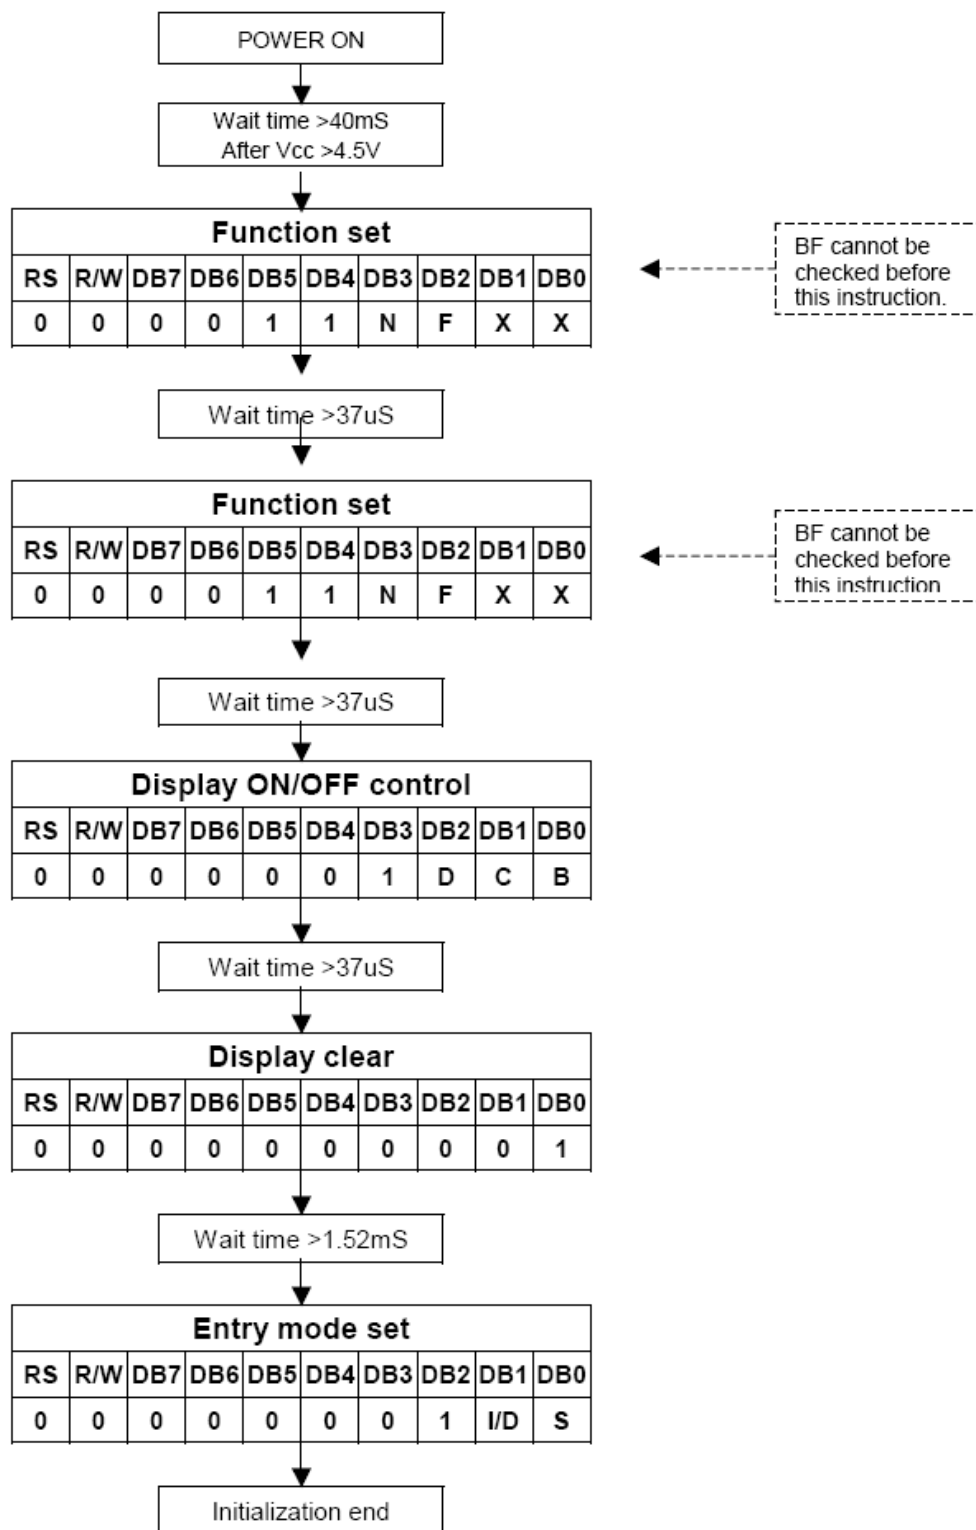 POWER ON
Wait time >40mS
After Vcc >4.5V
Function set
RS R/W DB7 DB6 DB5 DB4 DB3 DB2 DB1 DB0
0 0 0 0 1 1 N F X X
BF cannot be
checked before
this instruction.
Wait time >37uS
Function set
RS R/W DB7 DB6 DB5 DB4 DB3 DB2 DB1 DB0
0 0 0 0 1 1 N F X X
BF cannot be
checked before
this instruction
Wait time >37uS
Display ON/OFF control
RS R/W DB7 DB6 DB5 DB4 DB3 DB2 DB1 DB0
0 0 0 0 0 0 1 D C B
Wait time >37uS
Display clear
RS R/W DB7 DB6 DB5 DB4 DB3 DB2 DB1 DB0
0 0 0 0 0 0 0 0 0 1
Wait time >1.52mS
Entry mode set
RS R/W DB7 DB6 DB5 DB4 DB3 DB2 DB1 DB0
0 0 0 0 0 0 0 1 I/D S
Initialization end